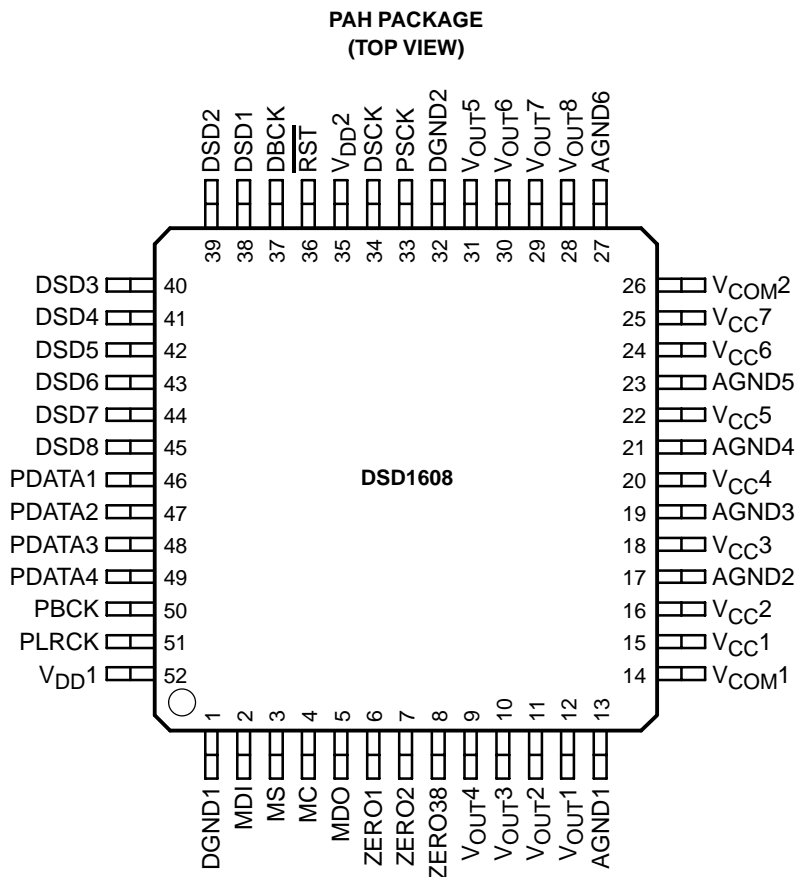 PAH PACKAGE
(TOP VIEW)
DSD2
DSD1
DBCK
RST
VDD2
DSCK
PSCK
DGND2
VOUT5
VOUT6
VOUT7
VOUT8
AGND6
39 38 37 36 35 34 33 32 31 30 29 28 27
DSD3 40 26 VCOM2
DSD4 41 25 VCC7
DSD5 42 24 VCC6
DSD6 43 23 AGND5
DSD7 44 22 VCC5
DSD8 45 21 AGND4
PDATA1 46 DSD1608 20 VCC4
PDATA2 47 19 AGND3
PDATA3 48 18 VCC3
PDATA4 49 17 AGND2
PBCK 50 16 VCC2
PLRCK 51 15 VCC1
VDD1 52 14 VCOM1
1 2 3 4 5 6 7 8 9 10 11 12 13
DGND1
MDI
MS
MC
MDO
ZERO1
ZERO2
ZERO38
VOUT4
VOUT3
VOUT2
VOUT1
AGND1